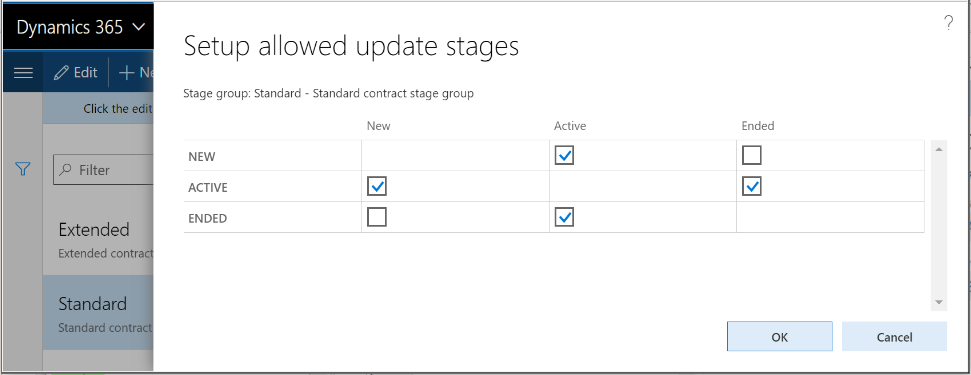 Dynamics 365
?
Setup allowed update stages
Edit
Ne
Stage group: Standard - Standard contract stage group
Click the edit
New Active Ended
NEW
Filter
ACTIVE
ENDED
Extended
Extended contract
Standard
Standard contract
OK Cancel